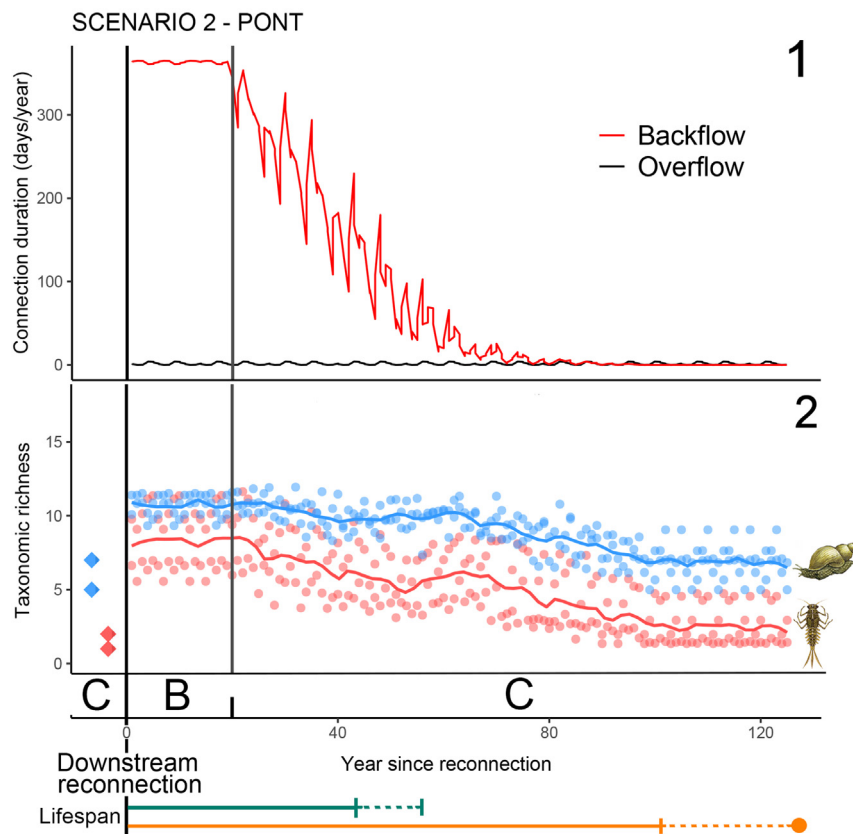 SCENARIO 2 - PONT
1
Connection duration (days/year)
300
200
100
0
Backflow
Overflow
2
Taxonomic richness
15
10
5
0
C B C
0 40 80 120
Downstream
reconnection
Year since reconnection
Lifespan